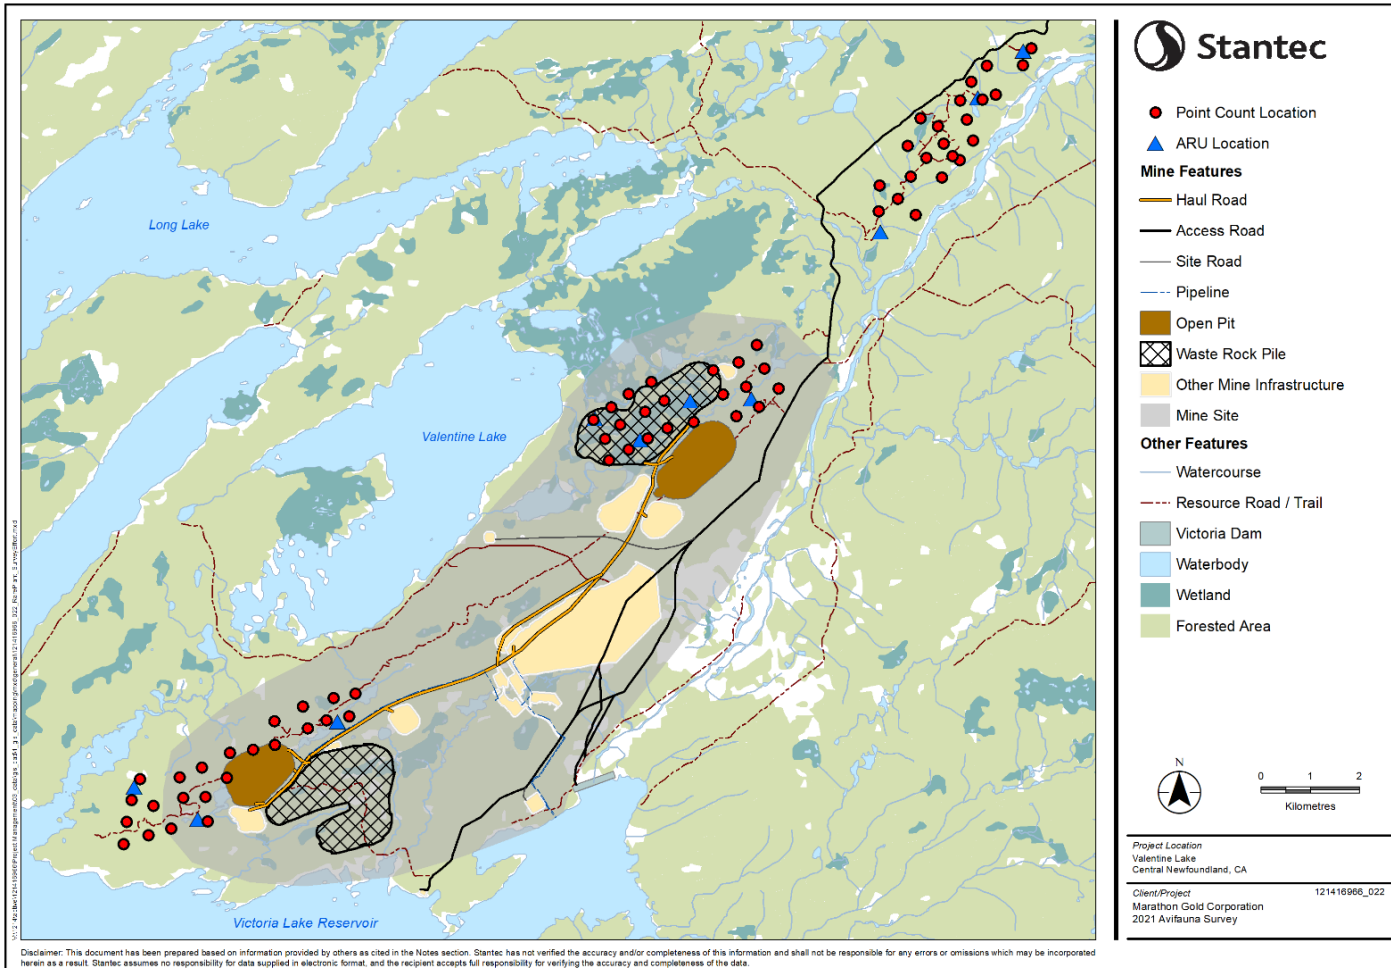 Long Lake
Valentine Lake
Victoria Lake Reservoir
Stantec
Point Count Location
ARU Location
Mine Features
Haul Road
Access Road
Site Road
Pipeline
Open Pit
Waste Rock Pile
Other Mine Infrastructure
Mine Site
Other Features
Watercourse
Resource Road / Trail
Victoria Dam
Waterbody
Wetland
Forested Area
N
0 1 2
Kilometres
Project Location
Valentine Lake
Central Newfoundland, CA
Client/Project 121416966_022
Marathon Gold Corporation
2021 Avifauna Survey
Disclaimer: This document has been prepared based on information provided by others as cited in the Notes section. Stantec has not verified the accuracy and/or completeness of this information and shall not be responsible for any errors or omissions which may be incorporated
herein as a result. Stantec assumes no responsibility for data supplied in electronic format, and the recipient accepts full responsibility for verifying the accuracy and completeness of the data.